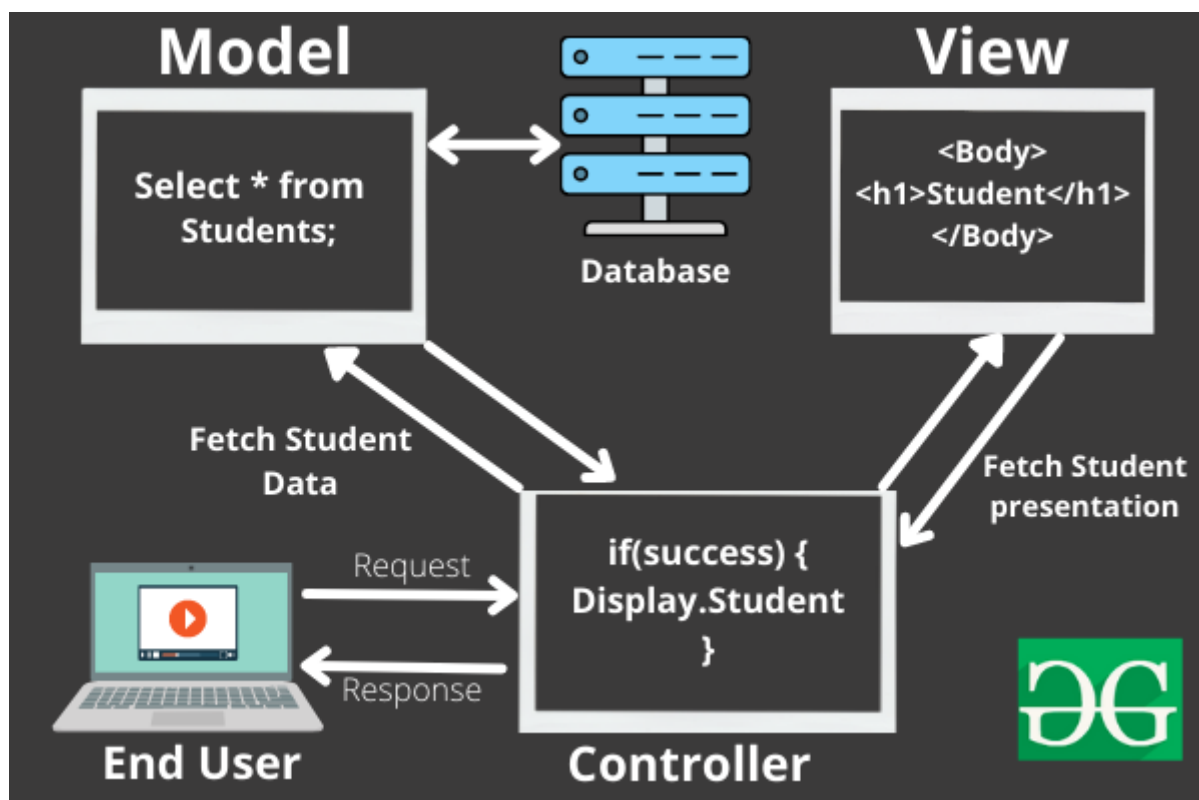 Model
View
Select * from
Students;
Database
<Body>
<h1>Student</h1>
</Body>
Fetch Student
Data
Fetch Student
presentation
Request
Response
if(success) {
Display.Student
}
End User
Controller